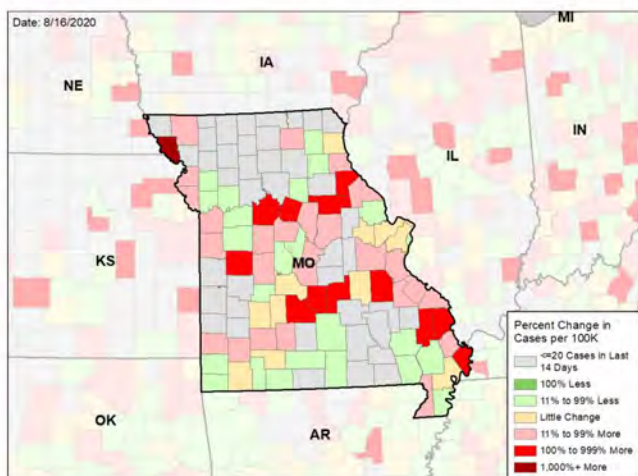 Date: 8/16/2020
MI
IA
NE
IL
IN
KS
MO
OK
AR
Percent Change in
Cases per 100K
<=20 Cases in Last
14 Days
100% Less
11% to 99% Less
Little Change
11% to 99% More
100% to 999% More
1,000%+ More